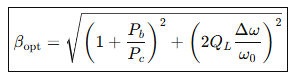 β_opt = √((1 + P_b/P_c)^2 + (2Q_L Δω/ω_0)^2)